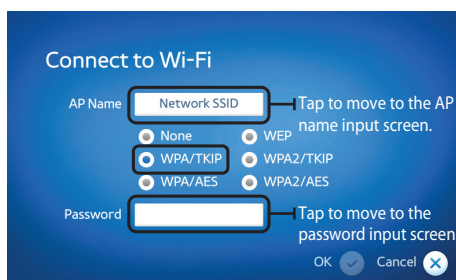 Connect to Wi-Fi
AP Name
Network SSID
Tap to move to the AP
name input screen.
None
WEP
WPA/TKIP
WPA2/TKIP
WPA/AES
WPA2/AES
Password
Tap to move to the
password input screen
OK
Cancel